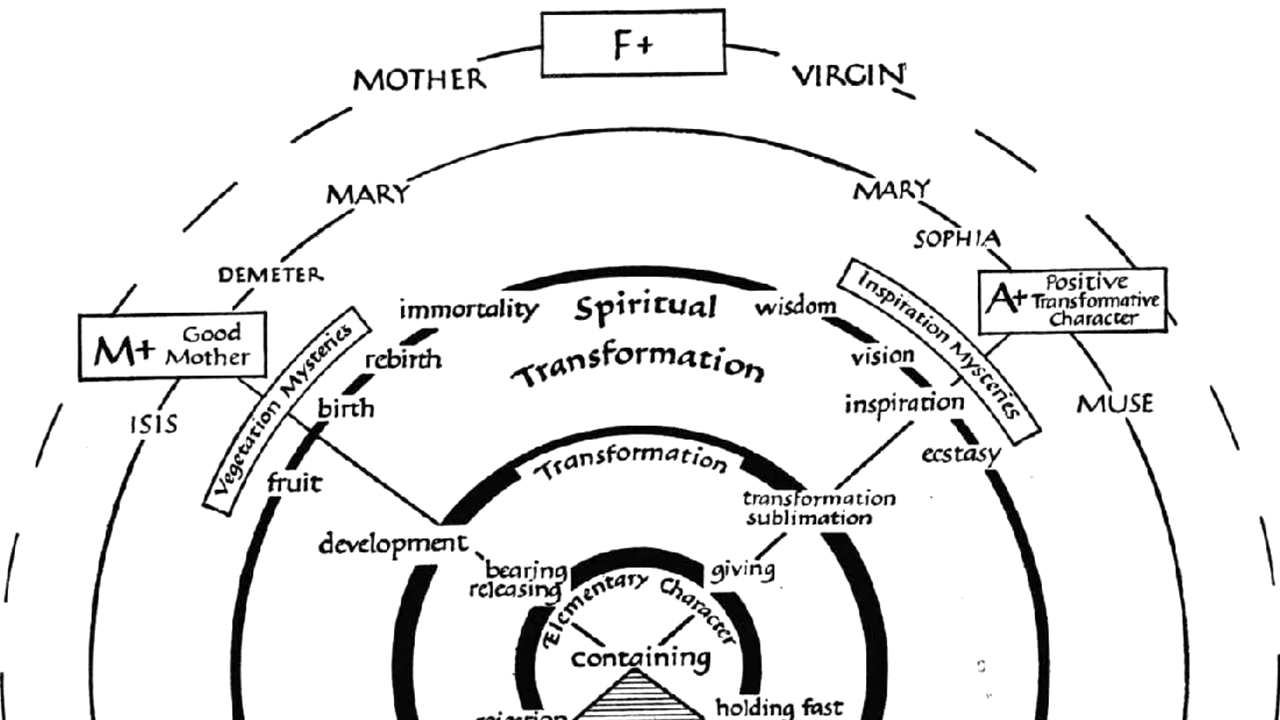 F+
MOTHER
VIRGIN
MARY
MARY
SOPHIA
DEMETER
A+ Positive
Transformative
Character
M+ Good
Mother
Vegetation Mysteries
Inspiration Mysteries
immortality
Spiritual
wisdom
Transformation
rebirth
vision
birth
inspiration
ISIS
MUSE
ecstasy
fruit
Transformation
transformation
sublimation
development
bearing
releasing
giving
Elementary Character
containing
holding fast
rejection